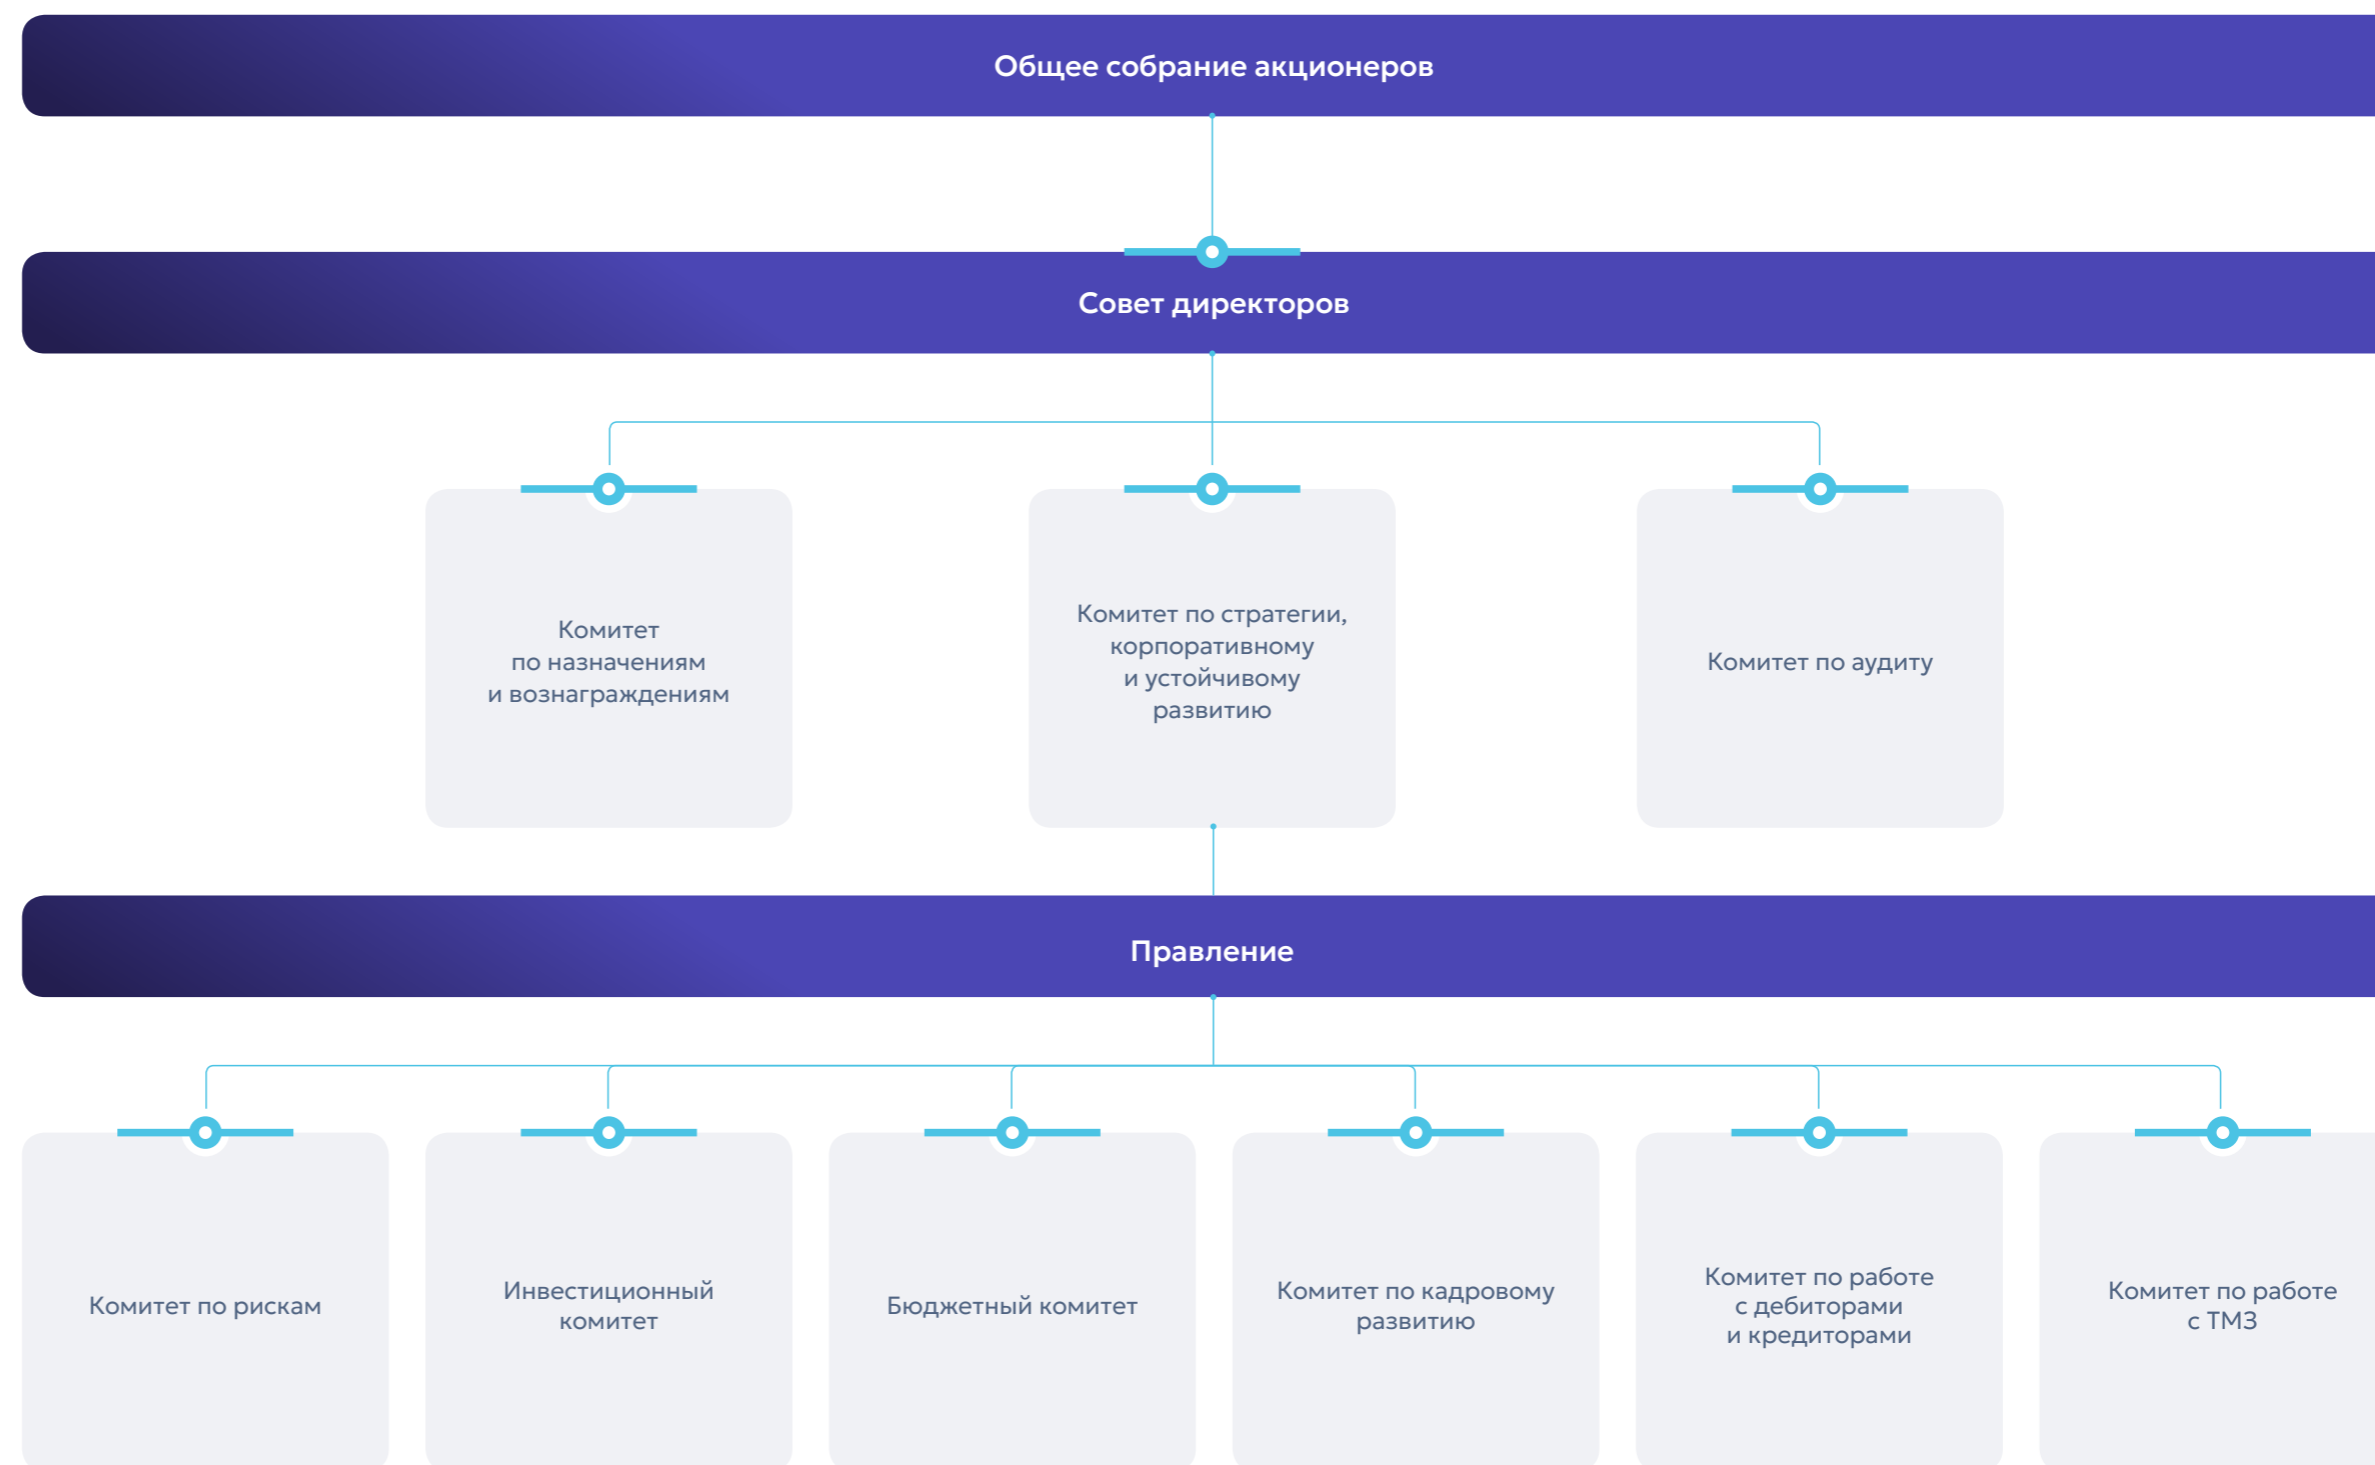 Общее собрание акционеров
Совет директоров
Комитет
по назначениям
и вознаграждениям
Комитет по стратегии,
корпоративному
и устойчивому
развитию
Комитет по аудиту
Правление
Комитет по рискам
Инвестиционный
комитет
Бюджетный комитет
Комитет по кадровому
развитию
Комитет по работе
с дебиторами
и кредиторами
Комитет по работе
с ТМЗ